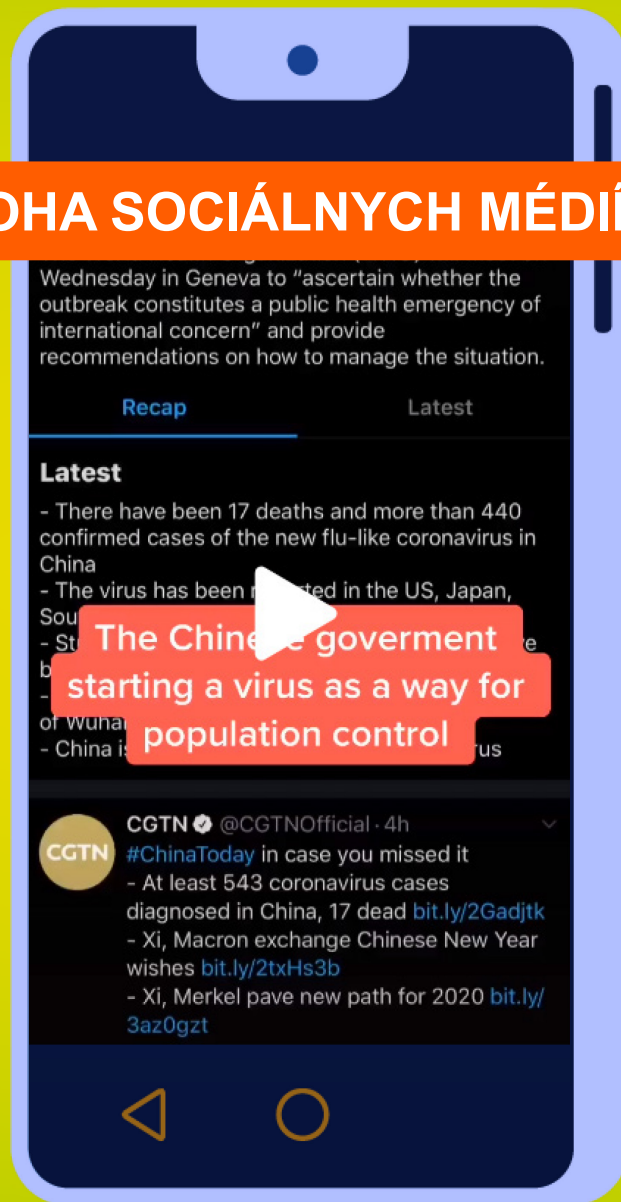 OHA SOCIÁLNYCH MÉDIÍ
Wednesday in Geneva to “ascertain whether the
outbreak constitutes a public health emergency of
international concern” and provide
recommendations on how to manage the situation.
Recap Latest
Latest
- There have been 17 deaths and more than 440
confirmed cases of the new flu-like coronavirus in
China
- The virus has been in the US, Japan,
The goverment
starting a virus as a way for
population control
of
- China
CGTN @CGTNOfficial · 4h
CGTN
#ChinaToday in case you missed it
- At least 543 coronavirus cases
diagnosed in China, 17 dead bit.ly/2Gadjtk
- Xi, Macron exchange Chinese New Year
wishes bit.ly/2txHs3b
- Xi, Merkel pave new path for 2020 bit.ly/
3az0gzt